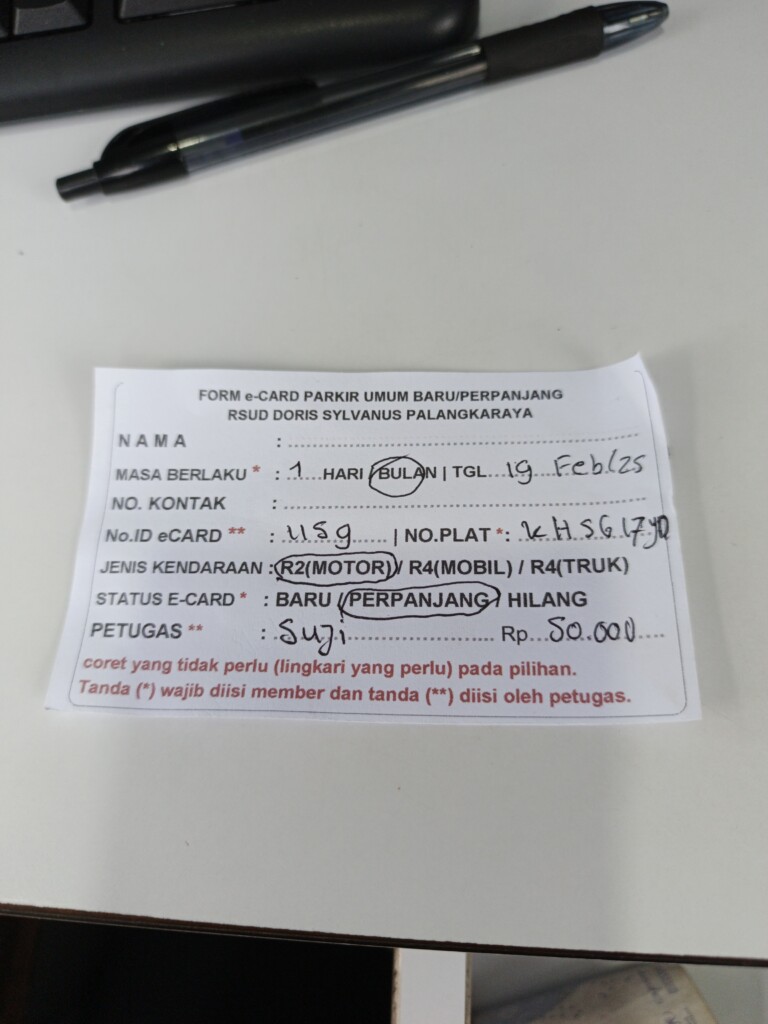 FORM e-CARD PARKIR UMUM BARU/PERPANJANG
RSUD DORIS SYLVANUS PALANGKARAYA
NAMA :
MASA BERLAKU * : 1 HARI / BULAN | TGL 19 Feb/25
NO. KONTAK :
No.ID eCARD ** : | NO.PLAT *: KH
JENIS KENDARAAN : R2(MOTOR) / R4(MOBIL) / R4(TRUK)
STATUS E-CARD * : BARU / PERPANJANG / HILANG
PETUGAS ** : Suji Rp 50.000
coret yang tidak perlu (lingkari yang perlu) pada pilihan.
Tanda (*) wajib diisi member dan tanda (**) diisi oleh petugas.